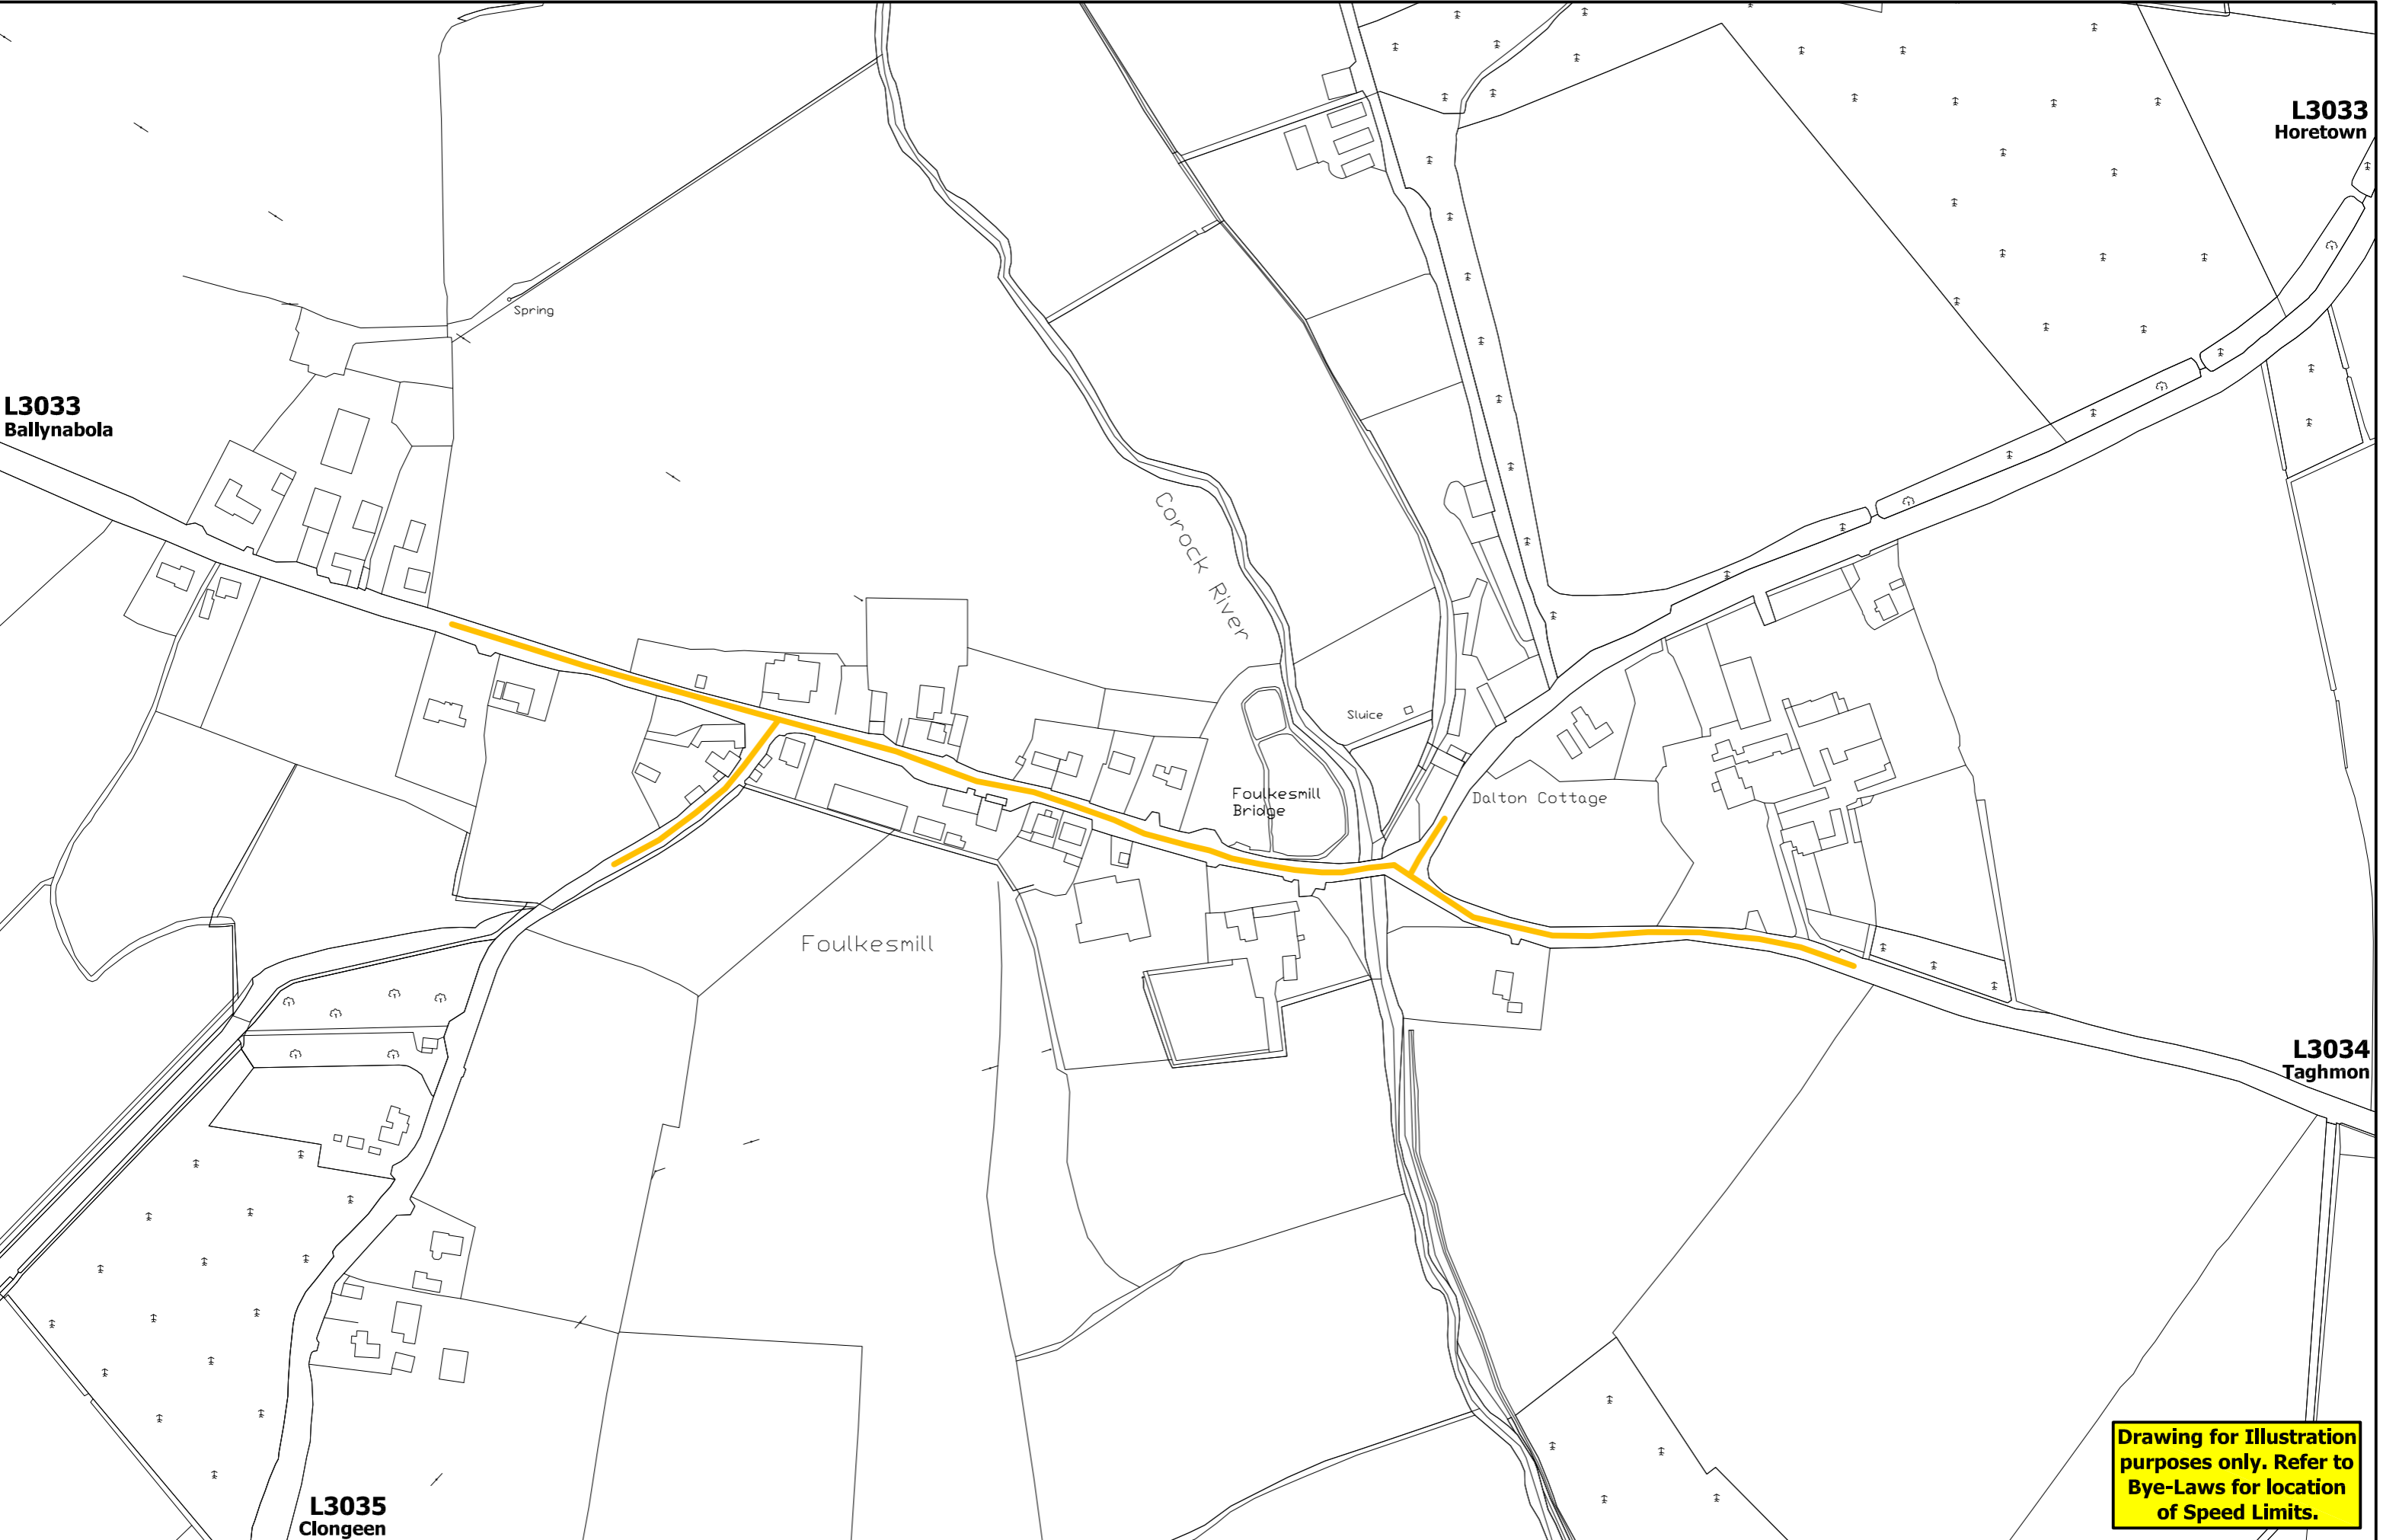 L3033
Horetown
Spring
L3033
Ballynabola
Corock River
Sluice
Foulkesmill
Bridge
Dalton Cottage
Foulkesmill
L3034
Taghmon
L3035
Clongeen
Drawing for Illustration
purposes only. Refer to
Bye-Laws for location
of Speed Limits.